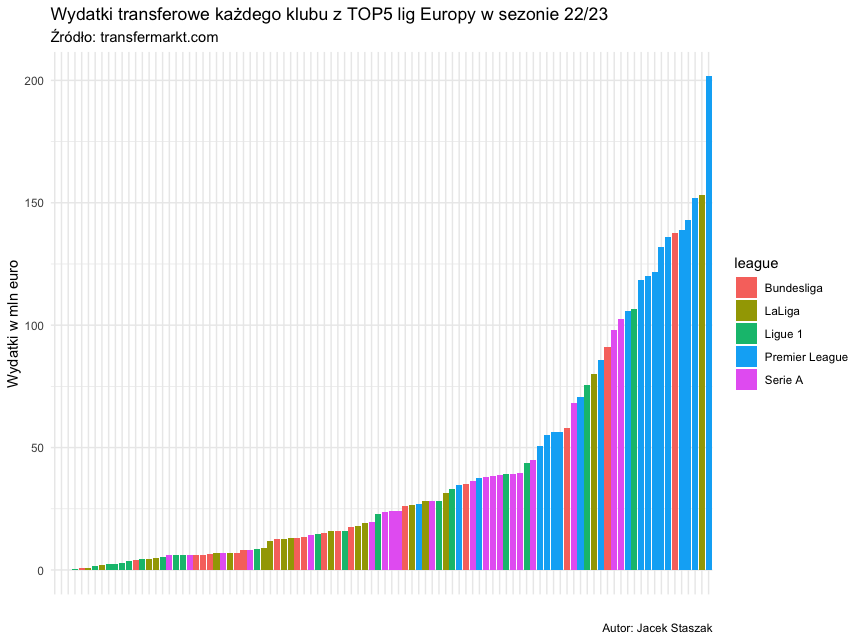 Wydatki transferowe każdego klubu z TOP5 lig Europy w sezonie 22/23
Źródło: transfermarkt.com
200
150
100
50
0
Wydatki w mln euro
league
Bundesliga
LaLiga
Ligue 1
Premier League
Serie A
Autor: Jacek Staszak